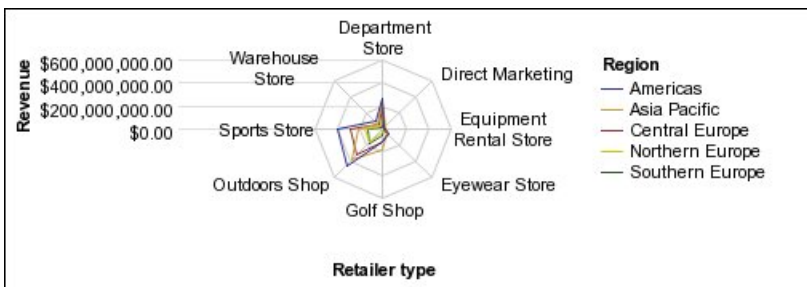 Revenue
$600,000,000.00
$400,000,000.00
$200,000,000.00
$0.00
Department
Store
Direct Marketing
Equipment
Rental Store
Eyewear Store
Golf Shop
Outdoors Shop
Sports Store
Warehouse
Store
Retailer type
Region
Americas
Asia Pacific
Central Europe
Northern Europe
Southern Europe